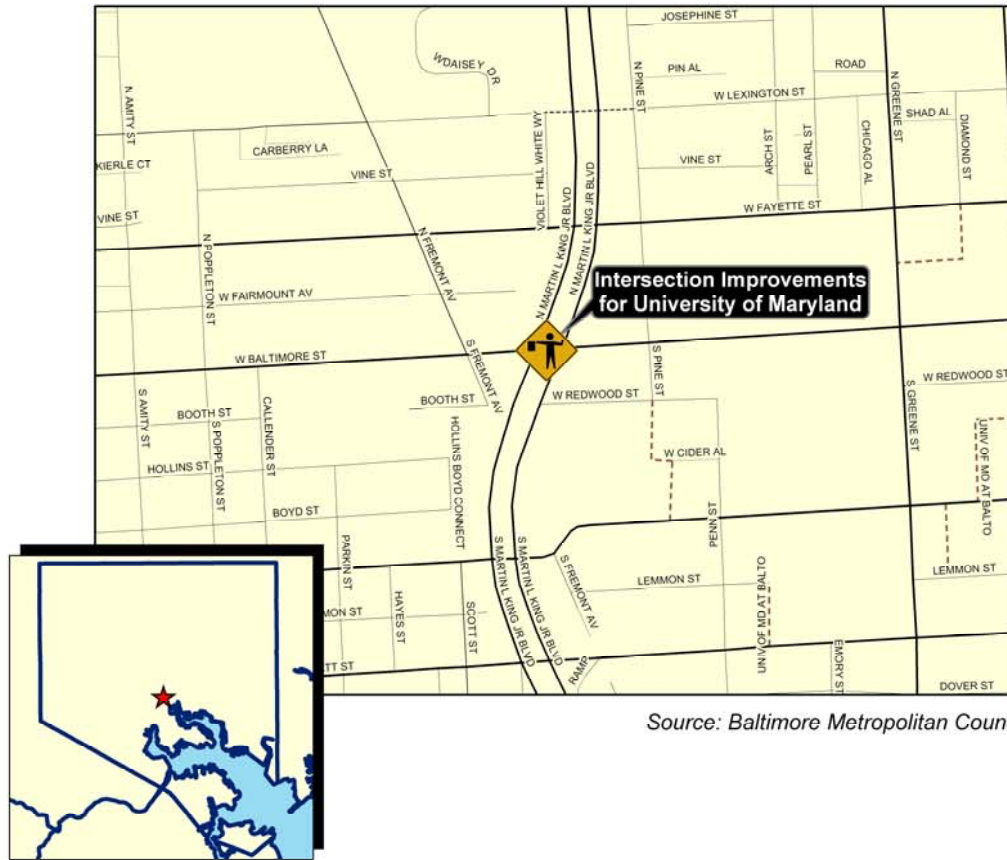 JOSEPHINE ST
W DAISEY DR
PIN AL
ROAD
N PINE ST
N GREENE ST
W LEXINGTON ST
N AMITY ST
SHAD AL
DIAMOND ST
VIOLET HILL WHITE WY
ARCH ST
PEARL ST
CHICAGO AL
CARBERRY LA
KIERLE CT
VINE ST
VINE ST
VINE ST
W FAYETTE ST
N MARTIN L KING JR BLVD
N MARTIN L KING JR BLVD
N POPPLETON ST
N FREMONT AV
Intersection Improvements
for University of Maryland
W FAIRMOUNT AV
W BALTIMORE ST
S FREMONT AV
S PINE ST
W REDWOOD ST
W REDWOOD ST
S GREENE ST
S AMITY ST
BOOTH ST
BOOTH ST
CALLENDER ST
S POPPLETON ST
HOLLINS BOYD CONNECT
HOLLINS ST
W CIDER AL
UNIV OF MD AT BALTO
BOYD ST
PENN ST
PARKIN ST
S MARTIN L KING JR BLVD
S MARTIN L KING JR BLVD
S FREMONT AV
LEMMON ST
LEMMON ST
MON ST
HAYES ST
SCOTT ST
UNIV OF MD AT BALTO
EMORY ST
TT ST
RAMP
DOVER ST
Source: Baltimore Metropolitan Coun